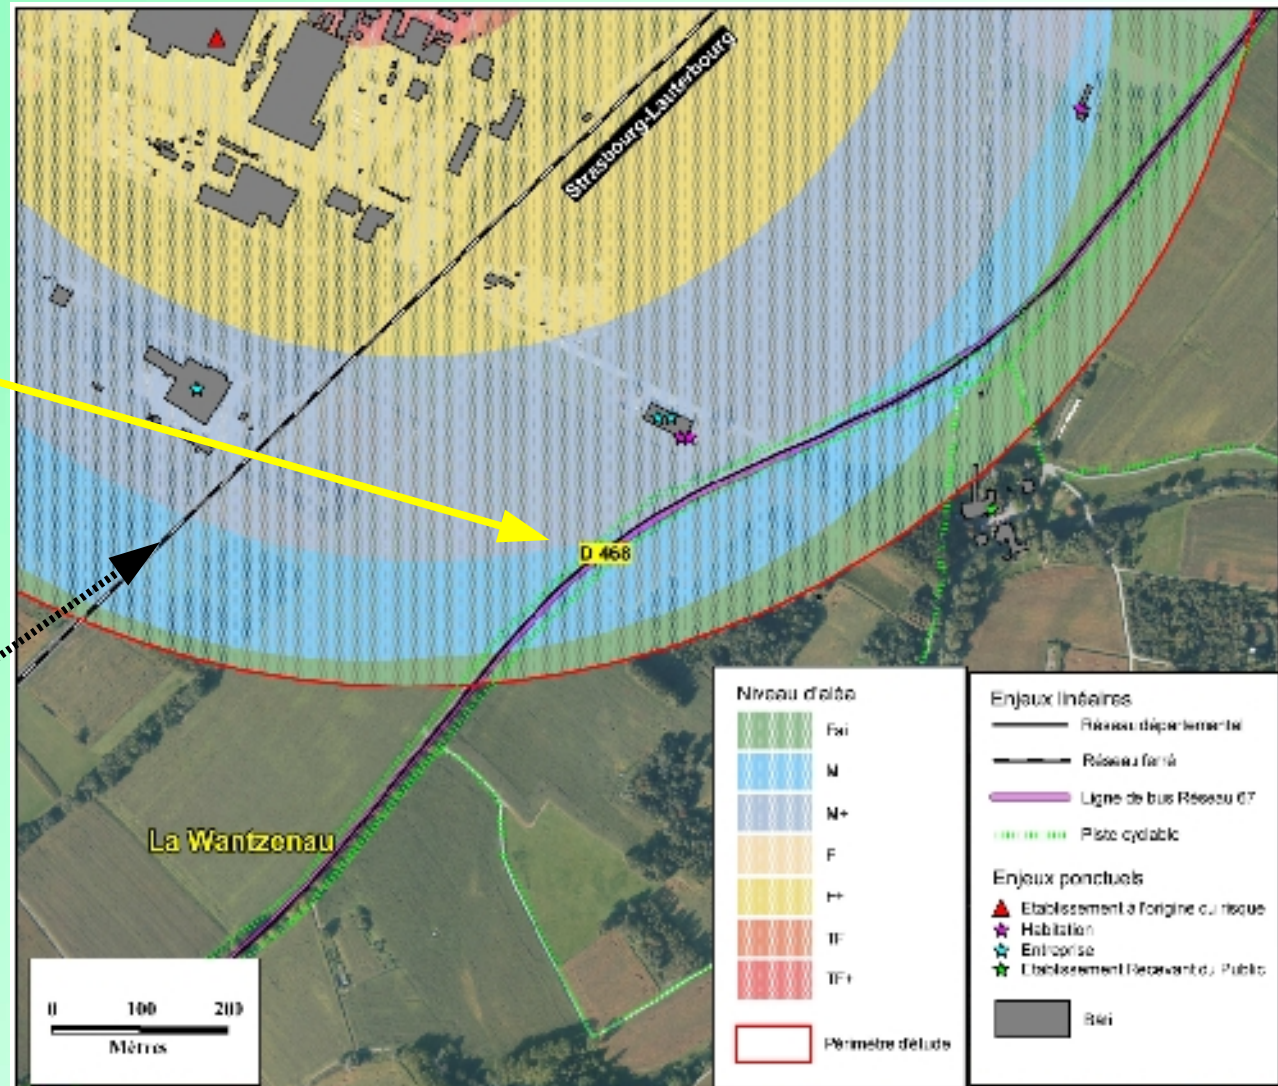 Strasbourg-Lauterbourg
D 468
La Wantzenau
0 100 200
Mètres
Niveau d'aléa
Fai
M
M+
F
F+
TF
TF+
Périmètre d'étude
Enjeux linéaires
Réseau départemental
Réseau ferré
Ligne de bus Réseau 67
Piste cyclable
Enjeux ponctuels
Etablissement à l'origine du risque
Habitation
Entreprise
Etablissement Recevant du Public
Bâti